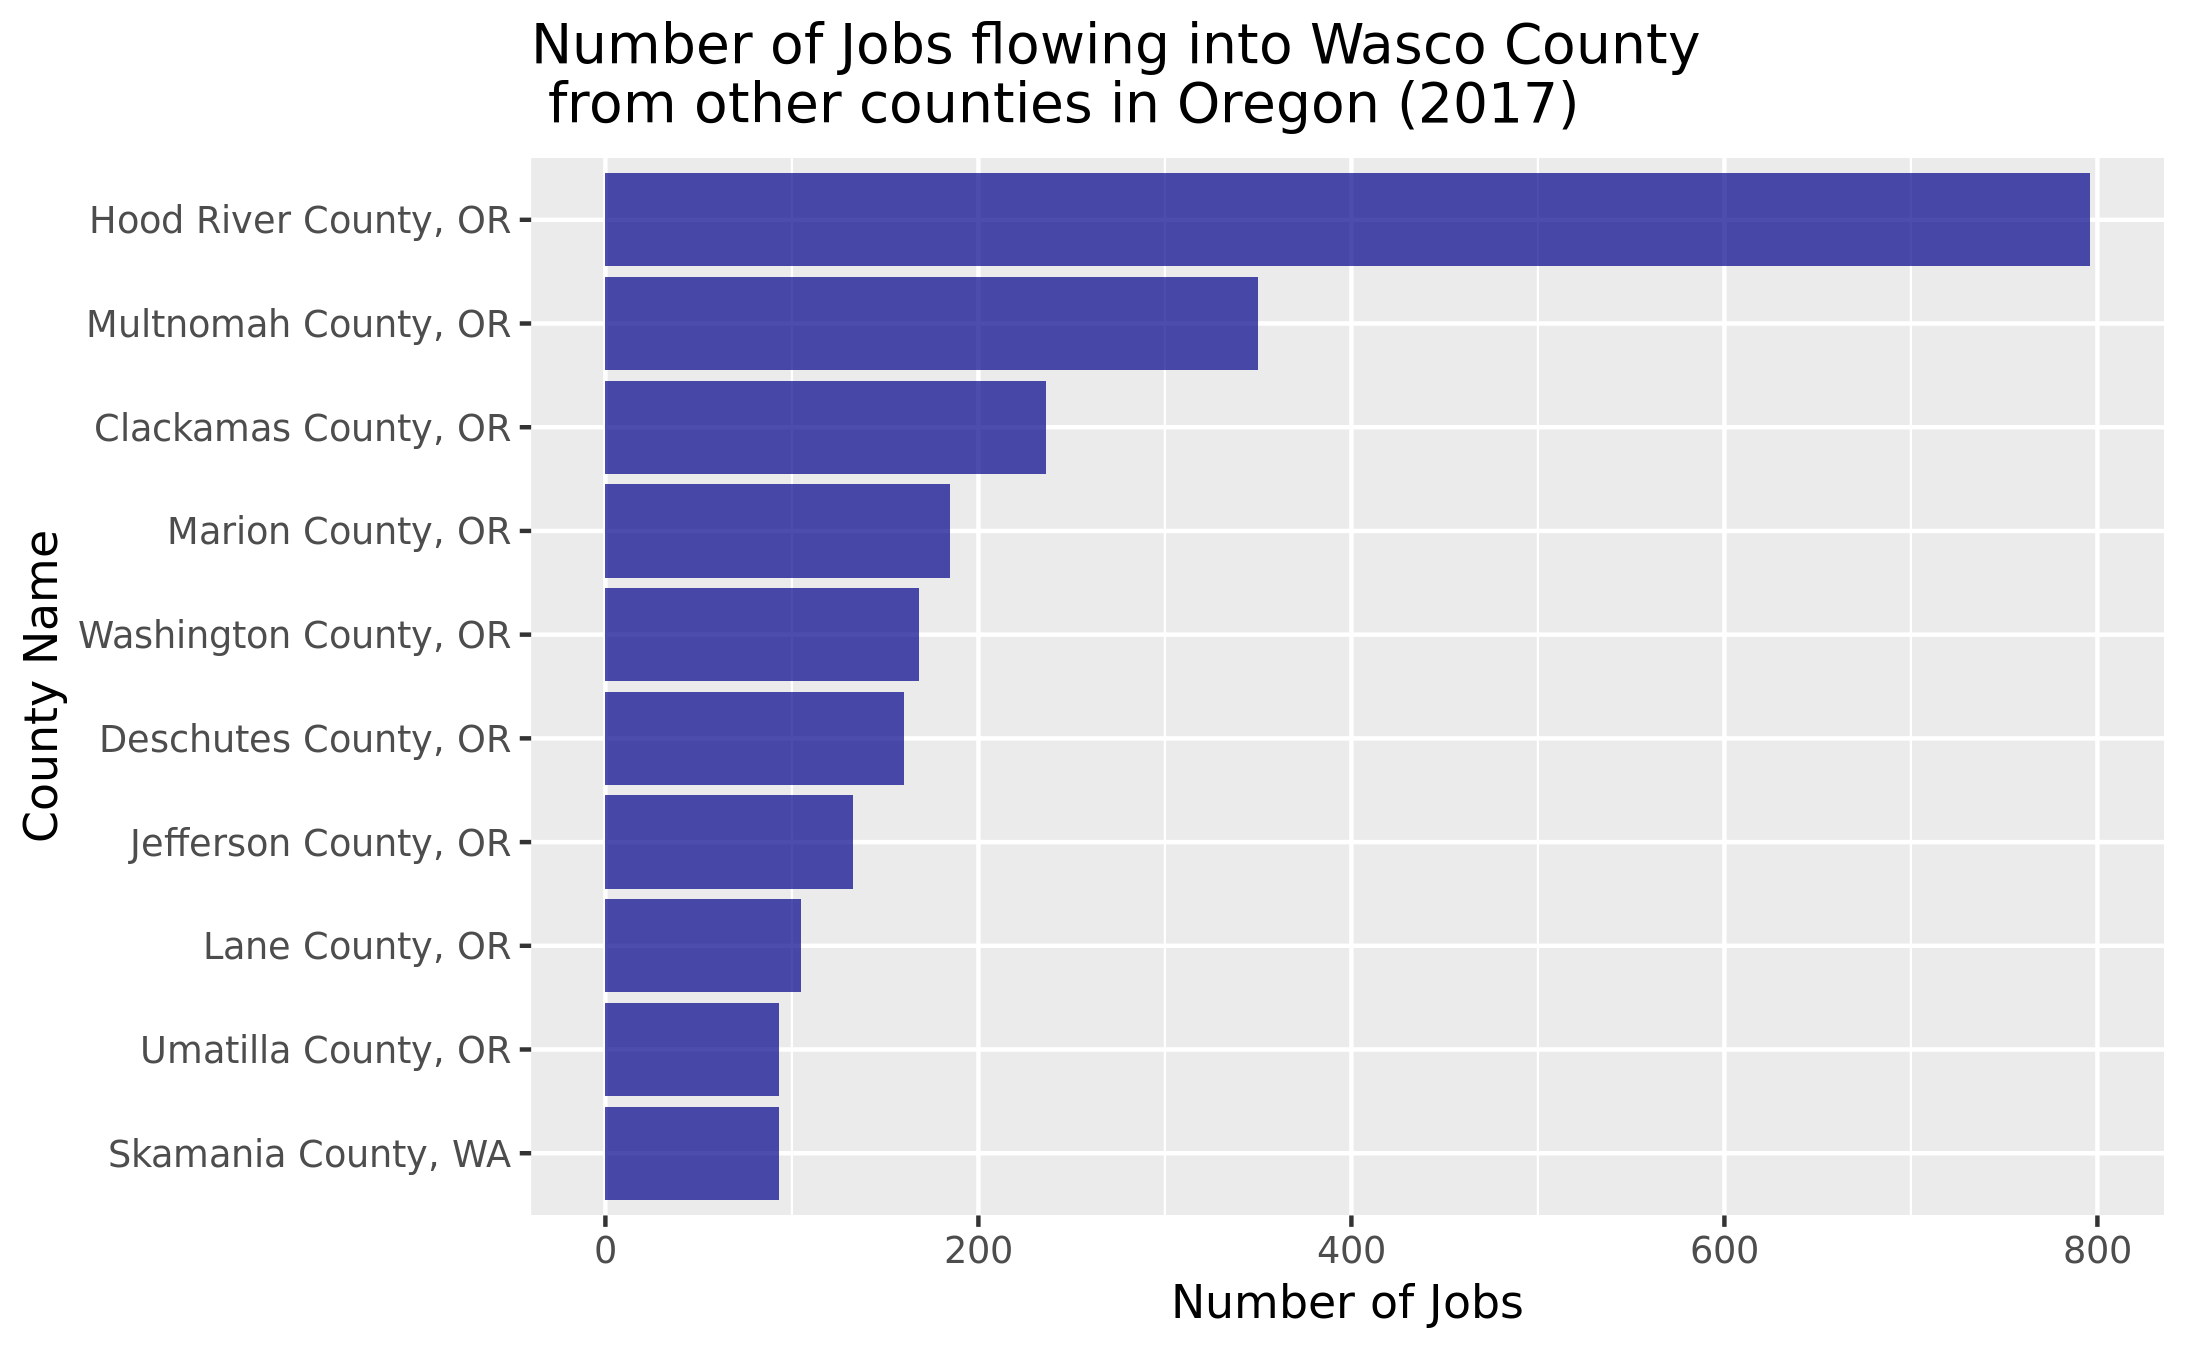 Number of Jobs flowing into Wasco County
from other counties in Oregon (2017)
County Name
Hood River County, OR
Multnomah County, OR
Clackamas County, OR
Marion County, OR
Washington County, OR
Deschutes County, OR
Jefferson County, OR
Lane County, OR
Umatilla County, OR
Skamania County, WA
0 200 400 600 800
Number of Jobs